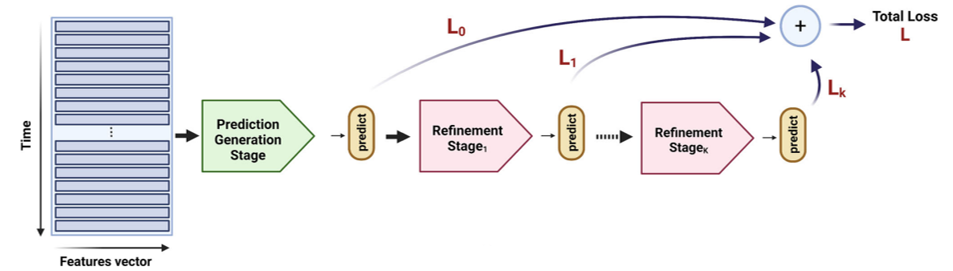 Time
⋮
Features vector
Prediction
Generation
Stage
predict
Refinement
Stage₁
predict
Refinement
Stageₖ
predict
L₀
L₁
Lₖ
+
Total Loss
L